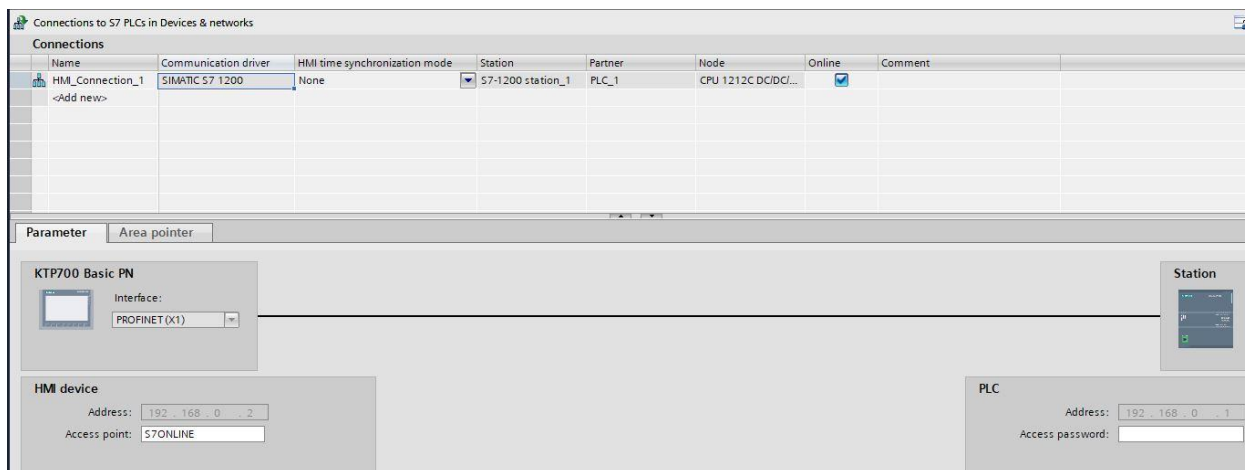 Connections to S7 PLCs in Devices & networks
Connections
Name Communication driver HMI time synchronization mode Station Partner Node Online Comment
HMI_Connection_1 SIMATIC S7 1200 None S7-1200 station_1 PLC_1 CPU 1212C DC/DC/...
<Add new>
Parameter Area pointer
KTP700 Basic PN
Interface:
PROFINET (X1)
Station
HMI device
Address: 192 . 168 . 0 . 2
Access point: S7ONLINE
PLC
Address: 192 . 168 . 0 . 1
Access password: